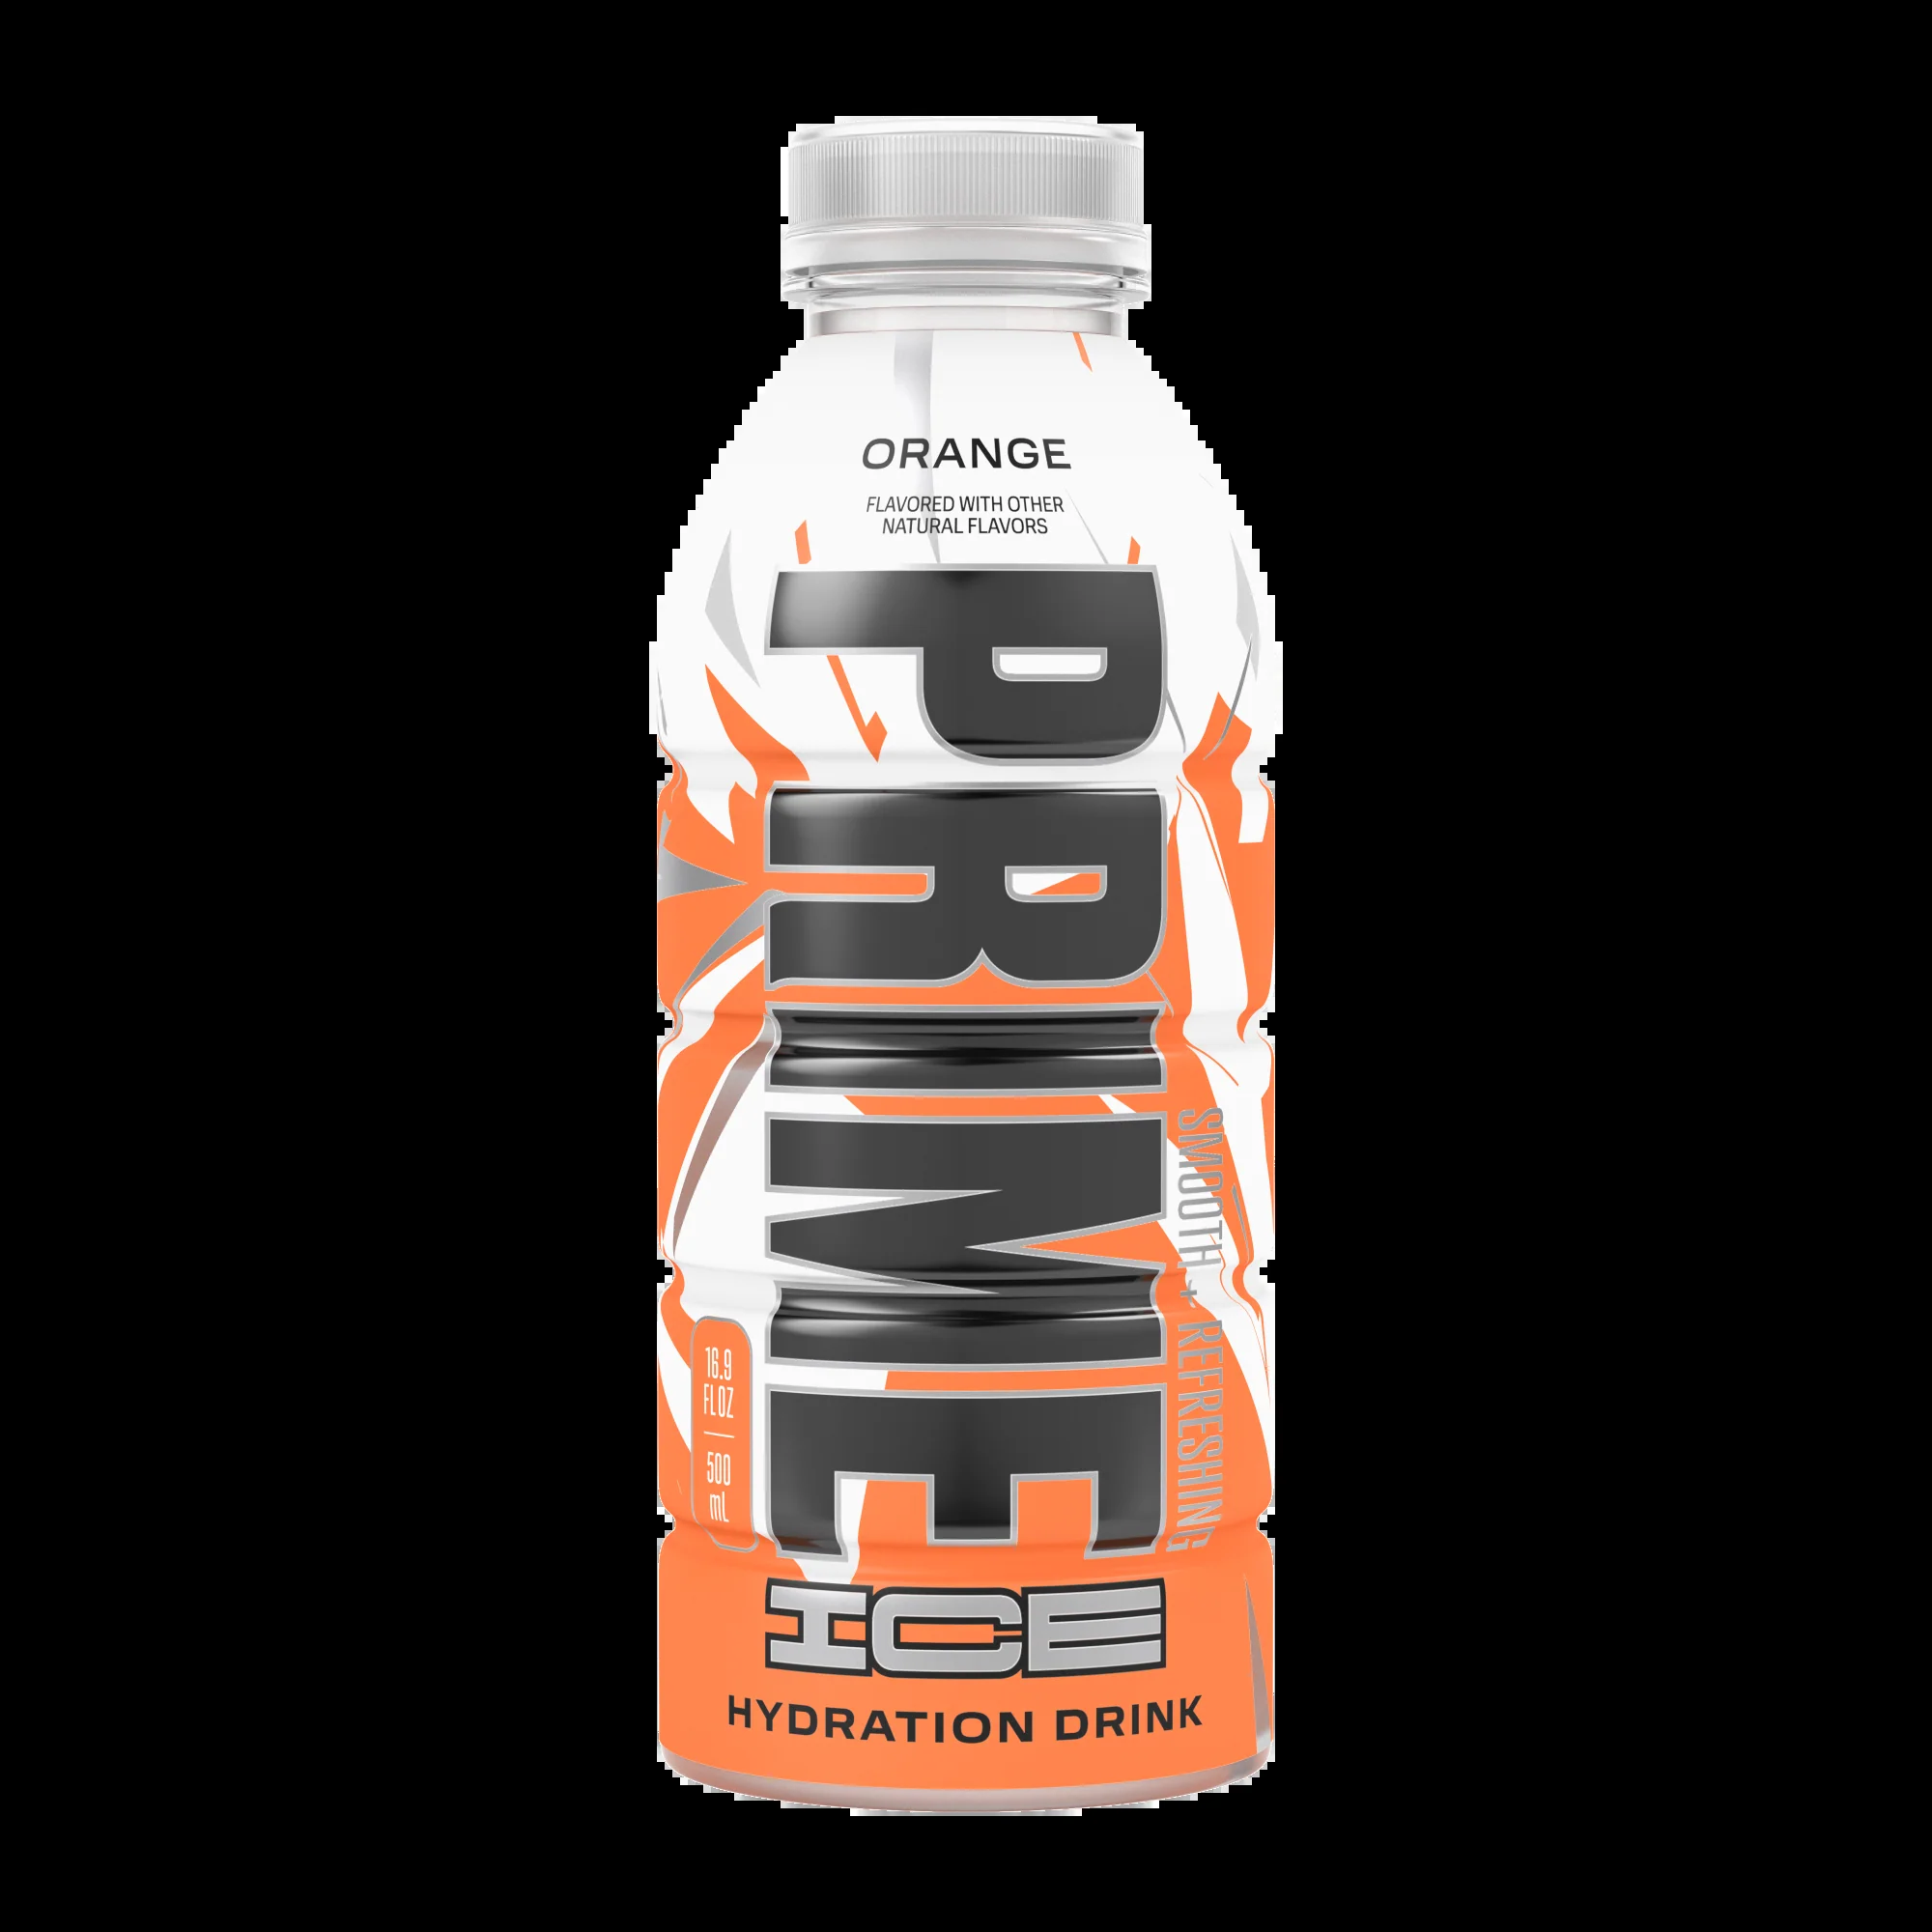 ORANGE
FLAVORED WITH OTHER
NATURAL FLAVORS
PRIME
SMOOTH + REFRESHING
16.9
FL OZ
500
mL
ICE
HYDRATION DRINK